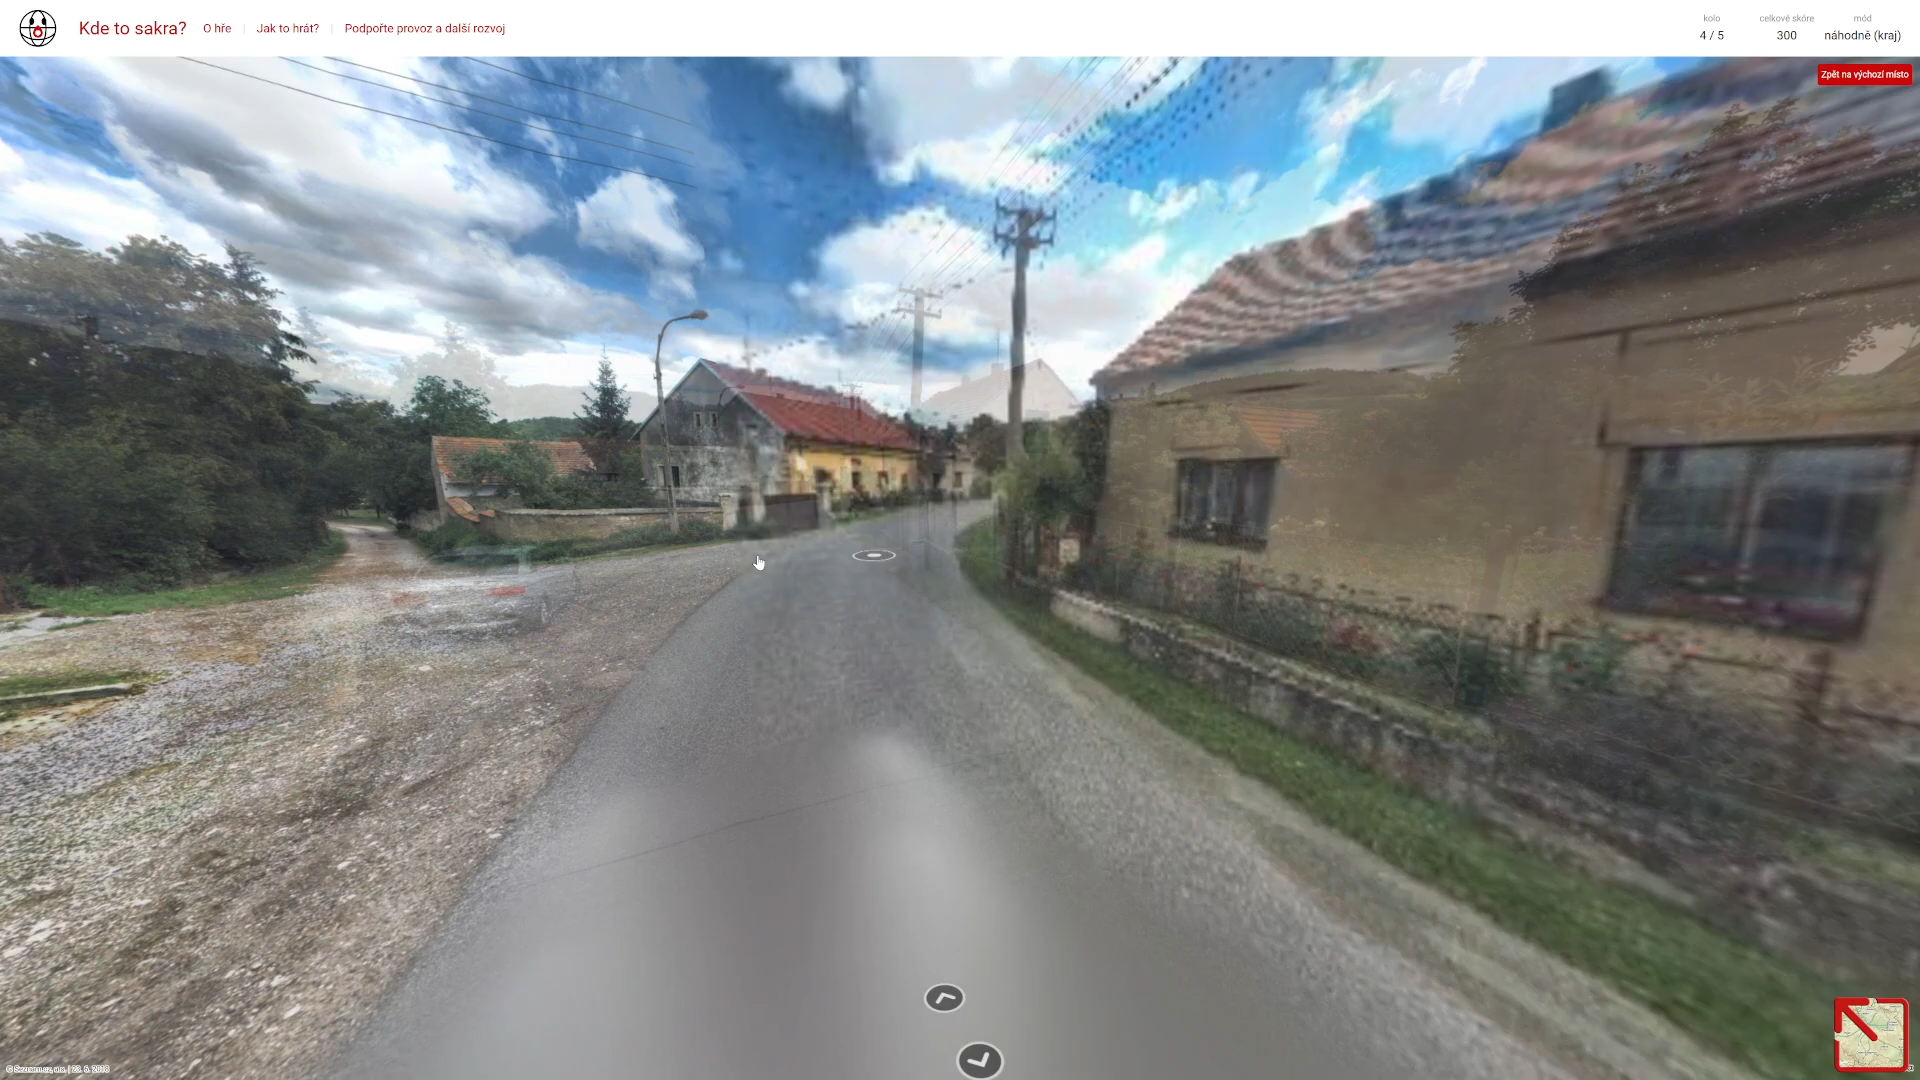 Kde to sakra?
O hře
Jak to hrát?
Podpořte provoz a další rozvoj
kolo
4 / 5
celkové skóre
300
mód
náhodně (kraj)
Zpět na výchozí místo